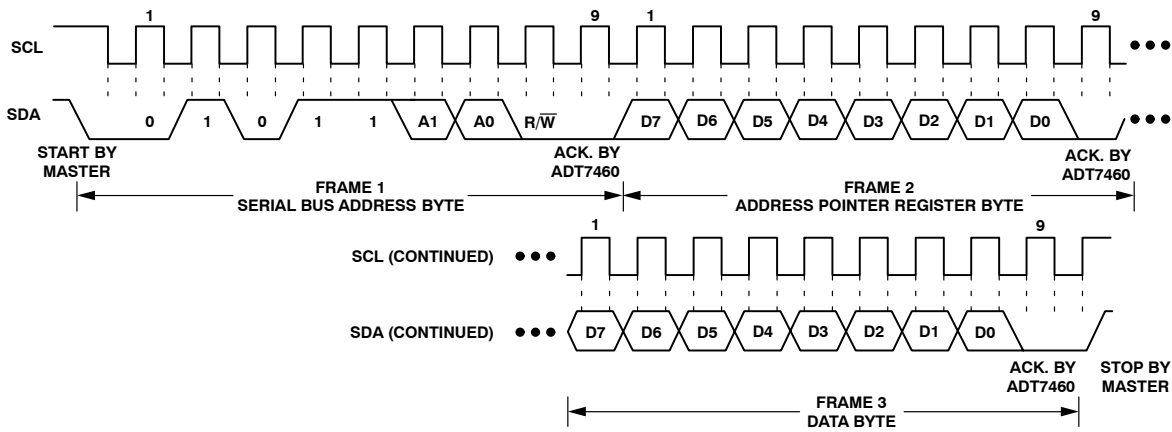 1 9 1 9
SCL
SDA 0 1 0 1 1 A1 A0 R/W̅ D7 D6 D5 D4 D3 D2 D1 D0
START BY MASTER
ACK. BY ADT7460
ACK. BY ADT7460
FRAME 1
SERIAL BUS ADDRESS BYTE
FRAME 2
ADDRESS POINTER REGISTER BYTE
1 9
SCL (CONTINUED)
SDA (CONTINUED) D7 D6 D5 D4 D3 D2 D1 D0
ACK. BY ADT7460
STOP BY MASTER
FRAME 3
DATA BYTE